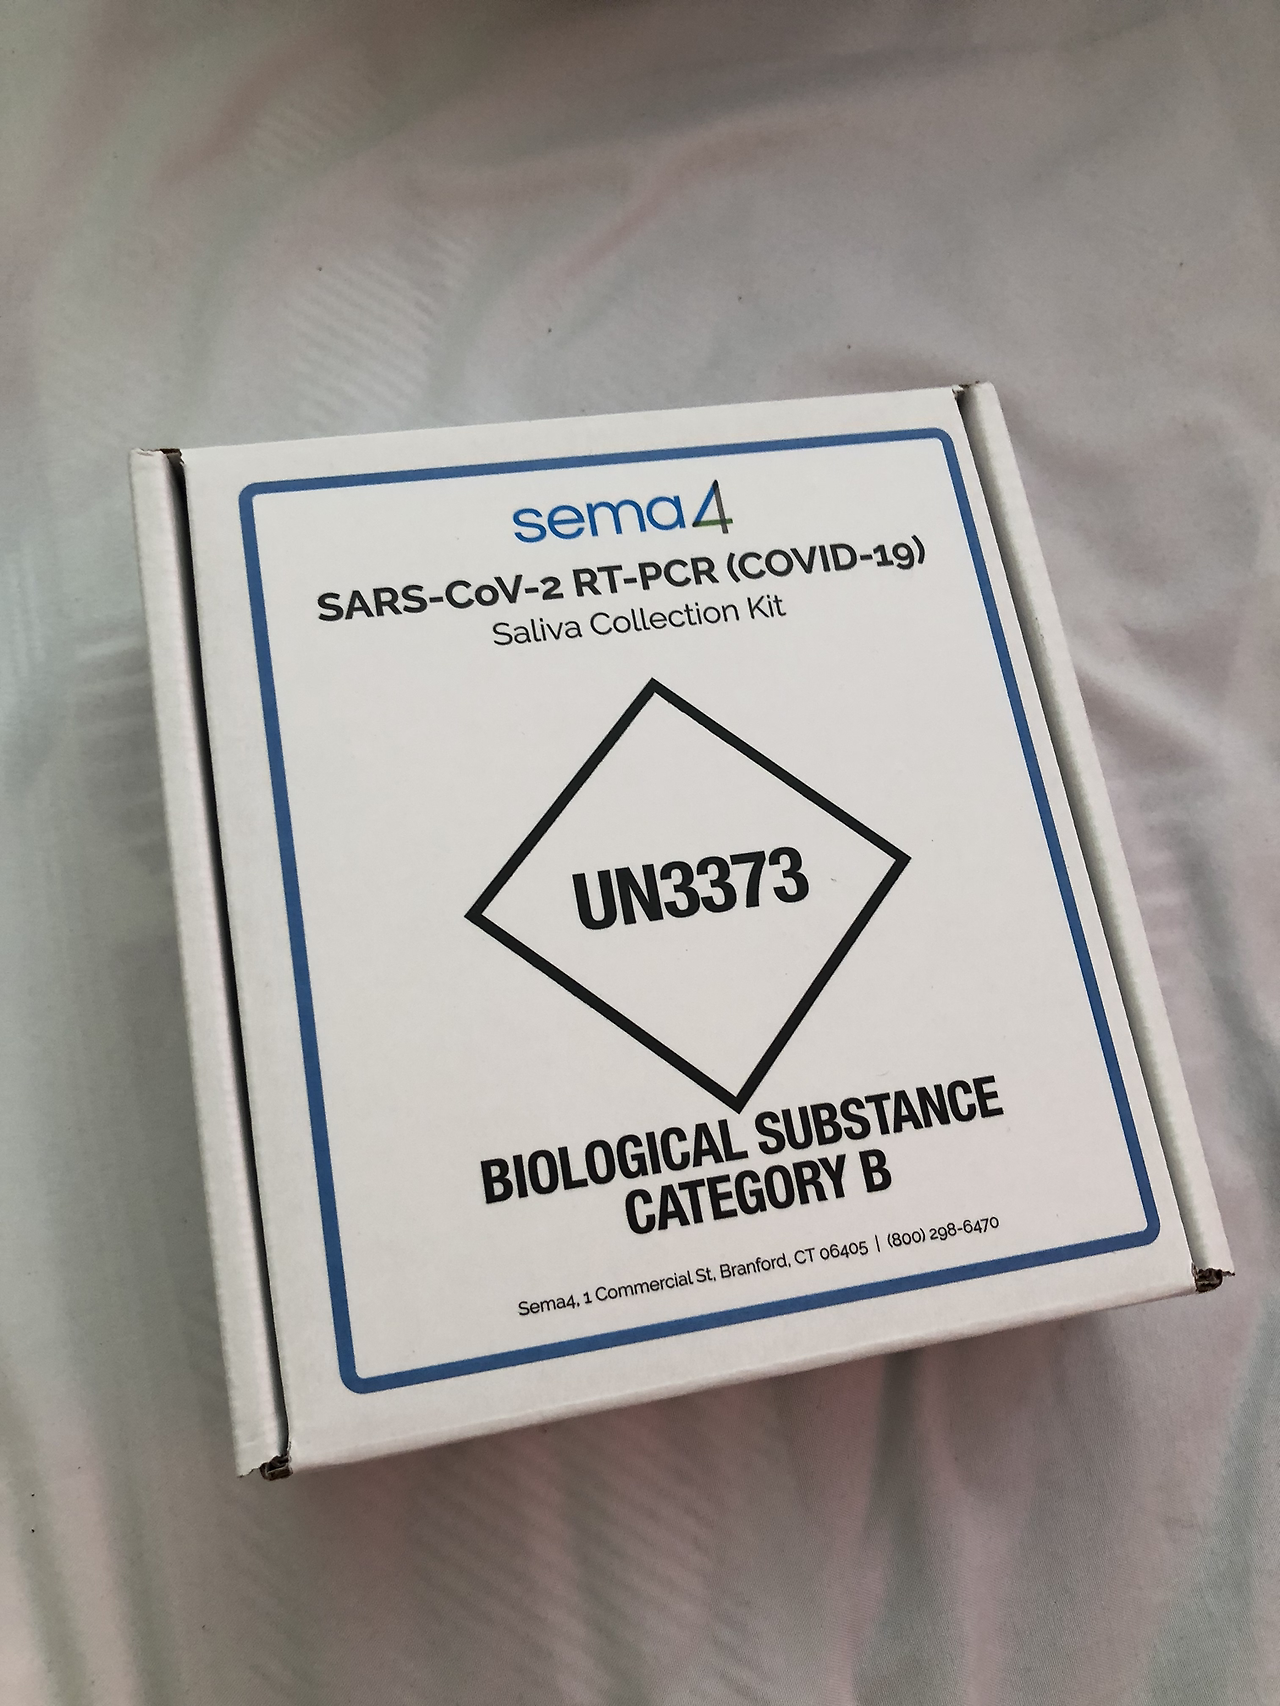 sema4
SARS-CoV-2 RT-PCR (COVID-19)
Saliva Collection Kit
UN3373
BIOLOGICAL SUBSTANCE
CATEGORY B
Sema4, 1 Commercial St, Branford, CT 06405 | (800) 298-6470